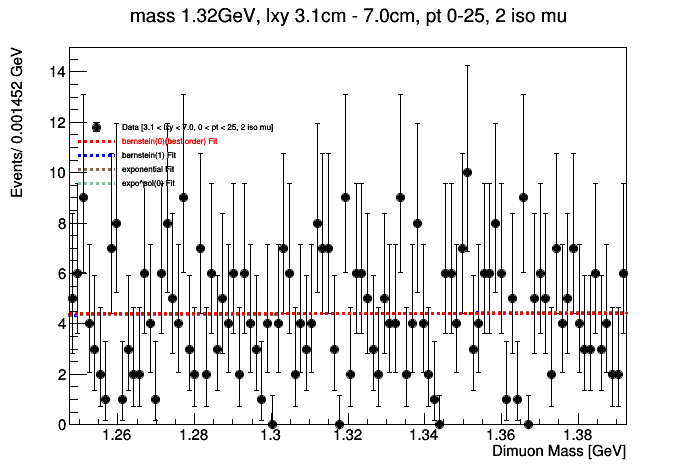 mass 1.32GeV, lxy 3.1cm - 7.0cm, pt 0-25, 2 iso mu
Events/ 0.001452 GeV
14
12
10
8
6
4
2
0
Data [3.1 < lxy < 7.0, 0 < pt < 25, 2 iso mu]
bernstein(0)(best order) Fit
bernstein(1) Fit
exponential Fit
expo*pol(0) Fit
1.26 1.28 1.3 1.32 1.34 1.36 1.38
Dimuon Mass [GeV]